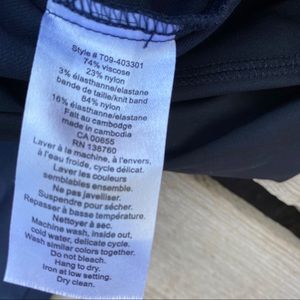 Style # T09-403301
74% viscose
23% nylon
3% élasthanne/elastane
bande de taille/knit band
84% nylon
16% élasthanne/elastane
Fait au cambodge
made in cambodia
CA 00655
RN 138760
Laver à la machine, à l'envers,
à l'eau froide, cycle délicat.
Laver les couleurs
semblables ensemble.
Ne pas javelliser.
Suspendre pour sécher.
Repasser à basse température.
Nettoyer à sec.
Machine wash, inside out,
cold water, delicate cycle.
Wash similar colors together.
Do not bleach.
Hang to dry.
Iron at low setting.
Dry clean.